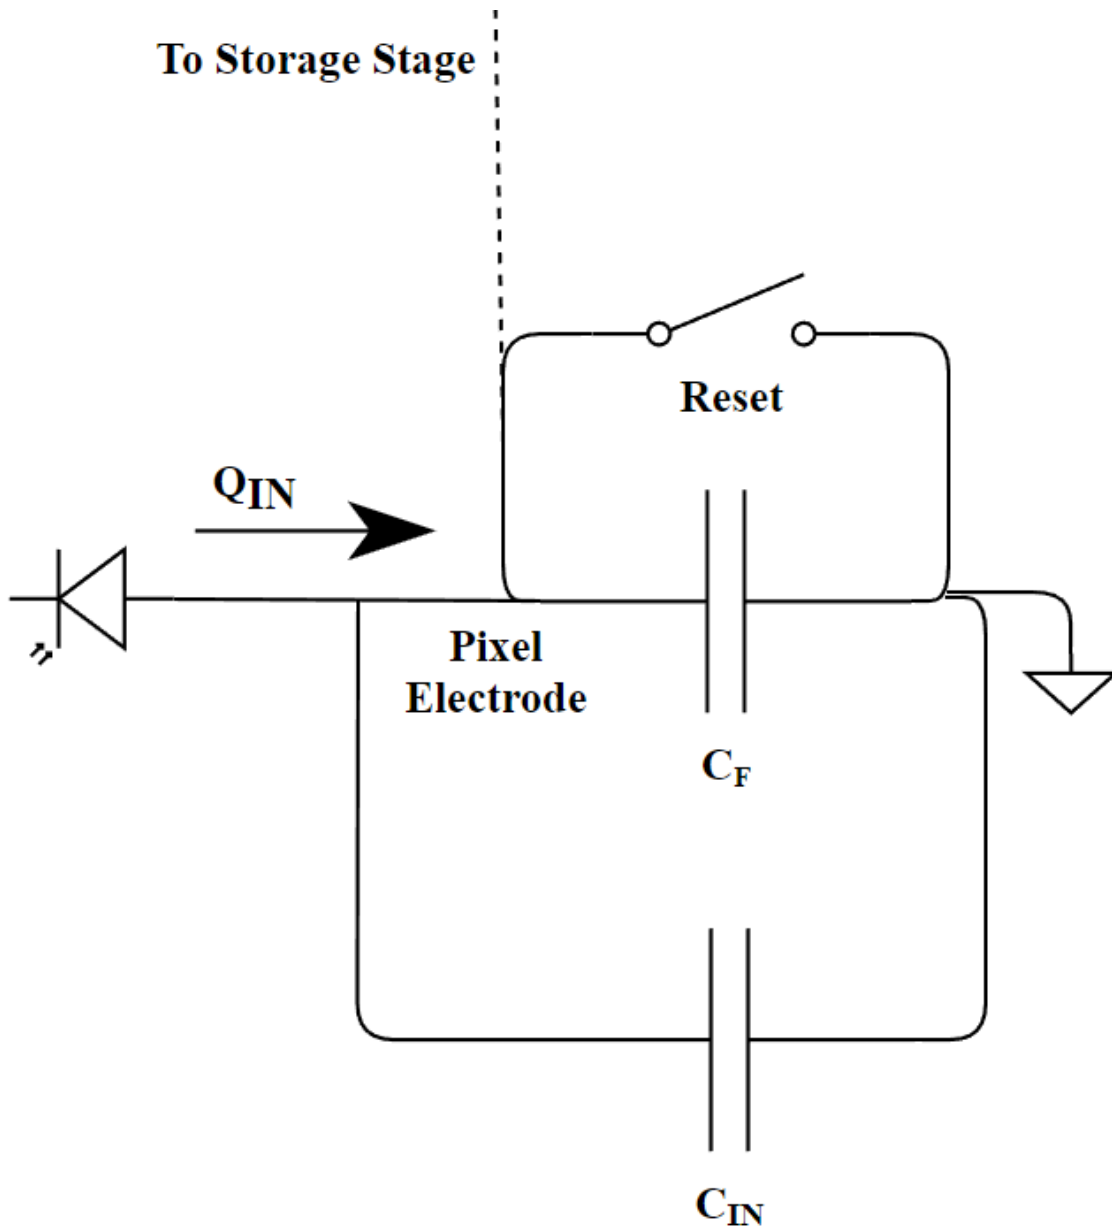 To Storage Stage
Reset
QIN
Pixel
Electrode
CF
CIN